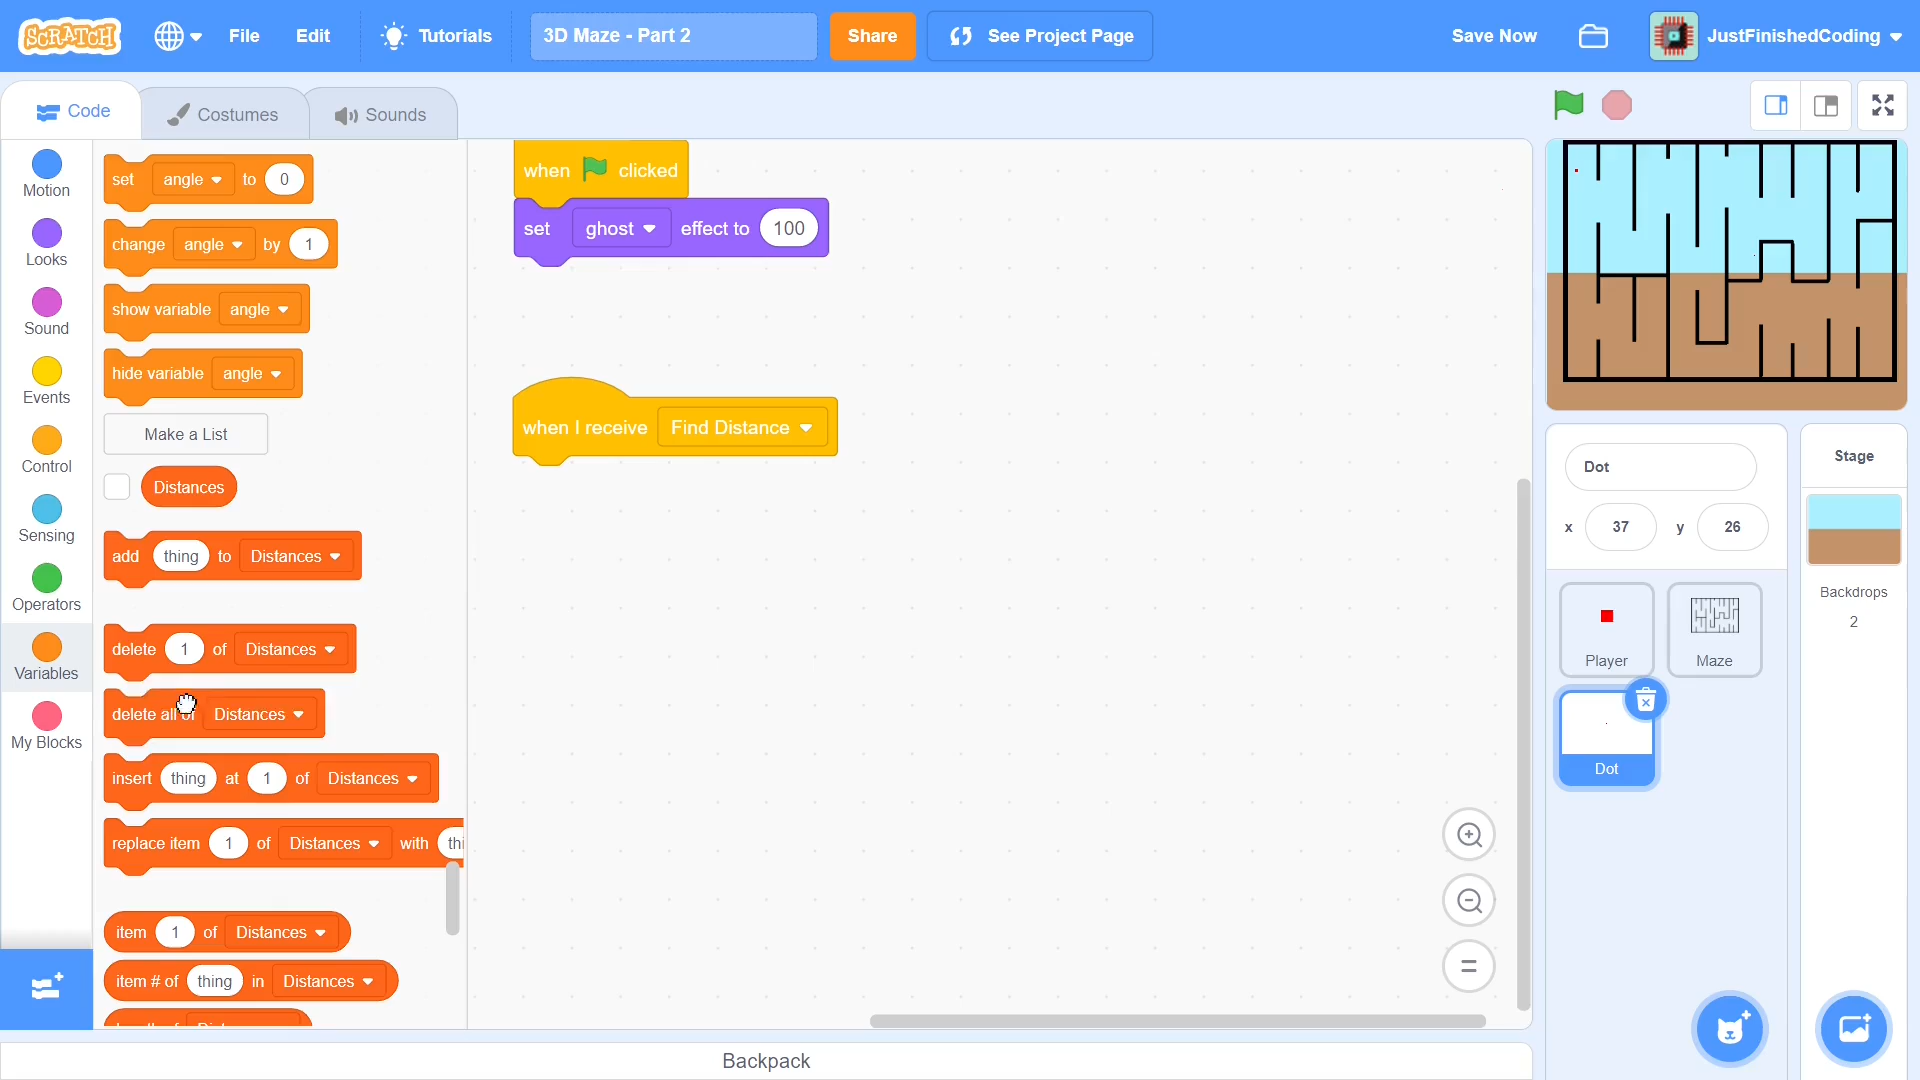 SCRATCH File Edit Tutorials 3D Maze - Part 2 Share See Project Page Save Now JustFinishedCoding
Code Costumes Sounds
Motion
Looks
Sound
Events
Control
Sensing
Operators
Variables
My Blocks
set angle to 0
change angle by 1
show variable angle
hide variable angle
Make a List
Distances
add thing to Distances
delete 1 of Distances
delete all of Distances
insert thing at 1 of Distances
replace item 1 of Distances with
item 1 of Distances
item # of thing in Distances
when clicked
set ghost effect to 100
when I receive Find Distance
Dot
x 37 y 26
Player
Maze
Dot
Stage
Backdrops
2
Backpack